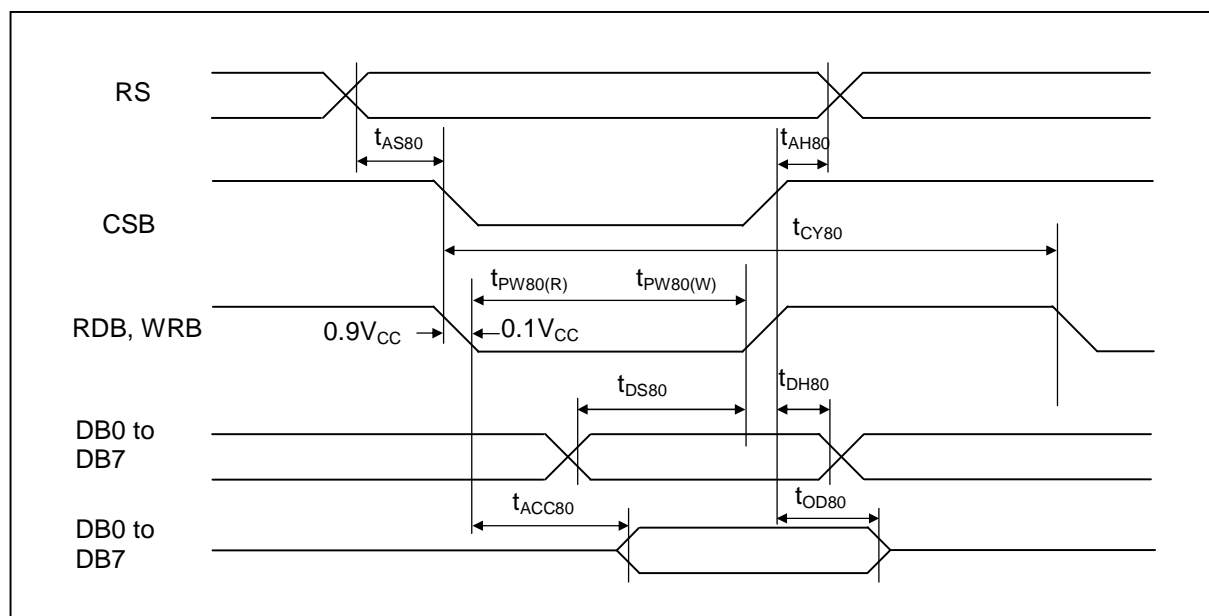 RS
tAS80
tAH80
CSB
tCY80
tPW80(R) tPW80(W)
RDB, WRB
0.9VCC
0.1VCC
tDS80
tDH80
DB0 to
DB7
tACC80
tOD80
DB0 to
DB7